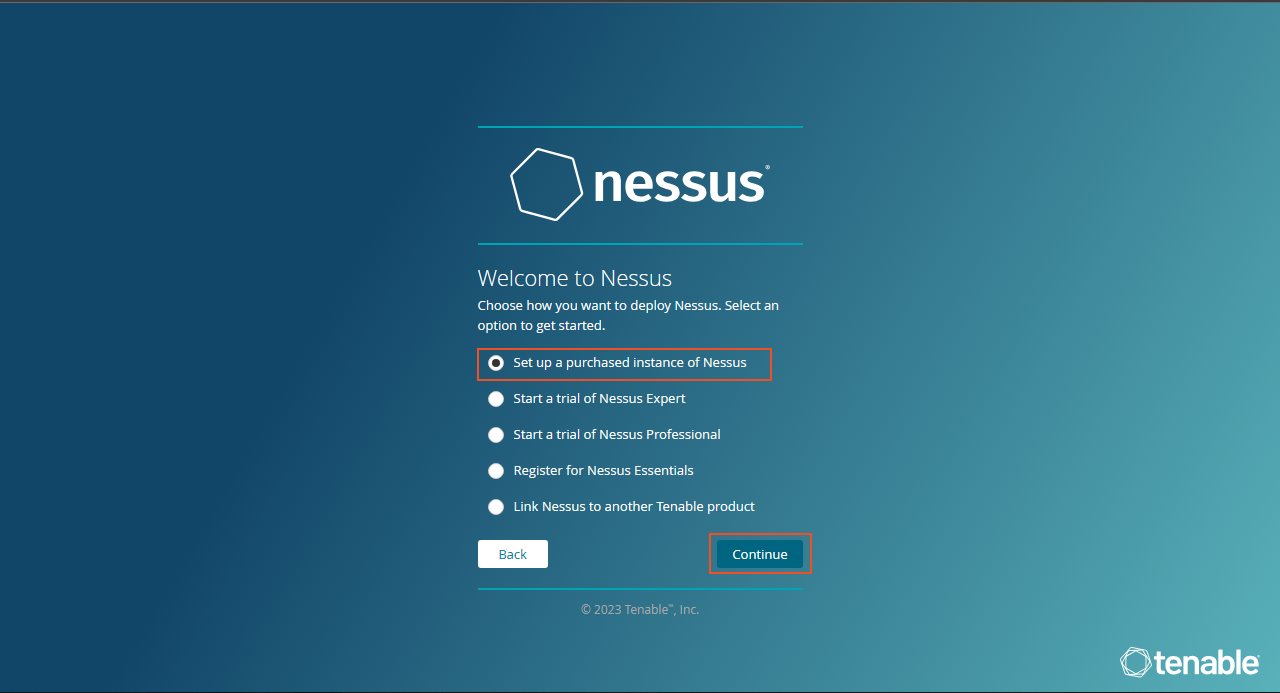 nessus®
Welcome to Nessus
Choose how you want to deploy Nessus. Select an
option to get started.
Set up a purchased instance of Nessus
Start a trial of Nessus Expert
Start a trial of Nessus Professional
Register for Nessus Essentials
Link Nessus to another Tenable product
Back
Continue
© 2023 Tenable™, Inc.
tenable